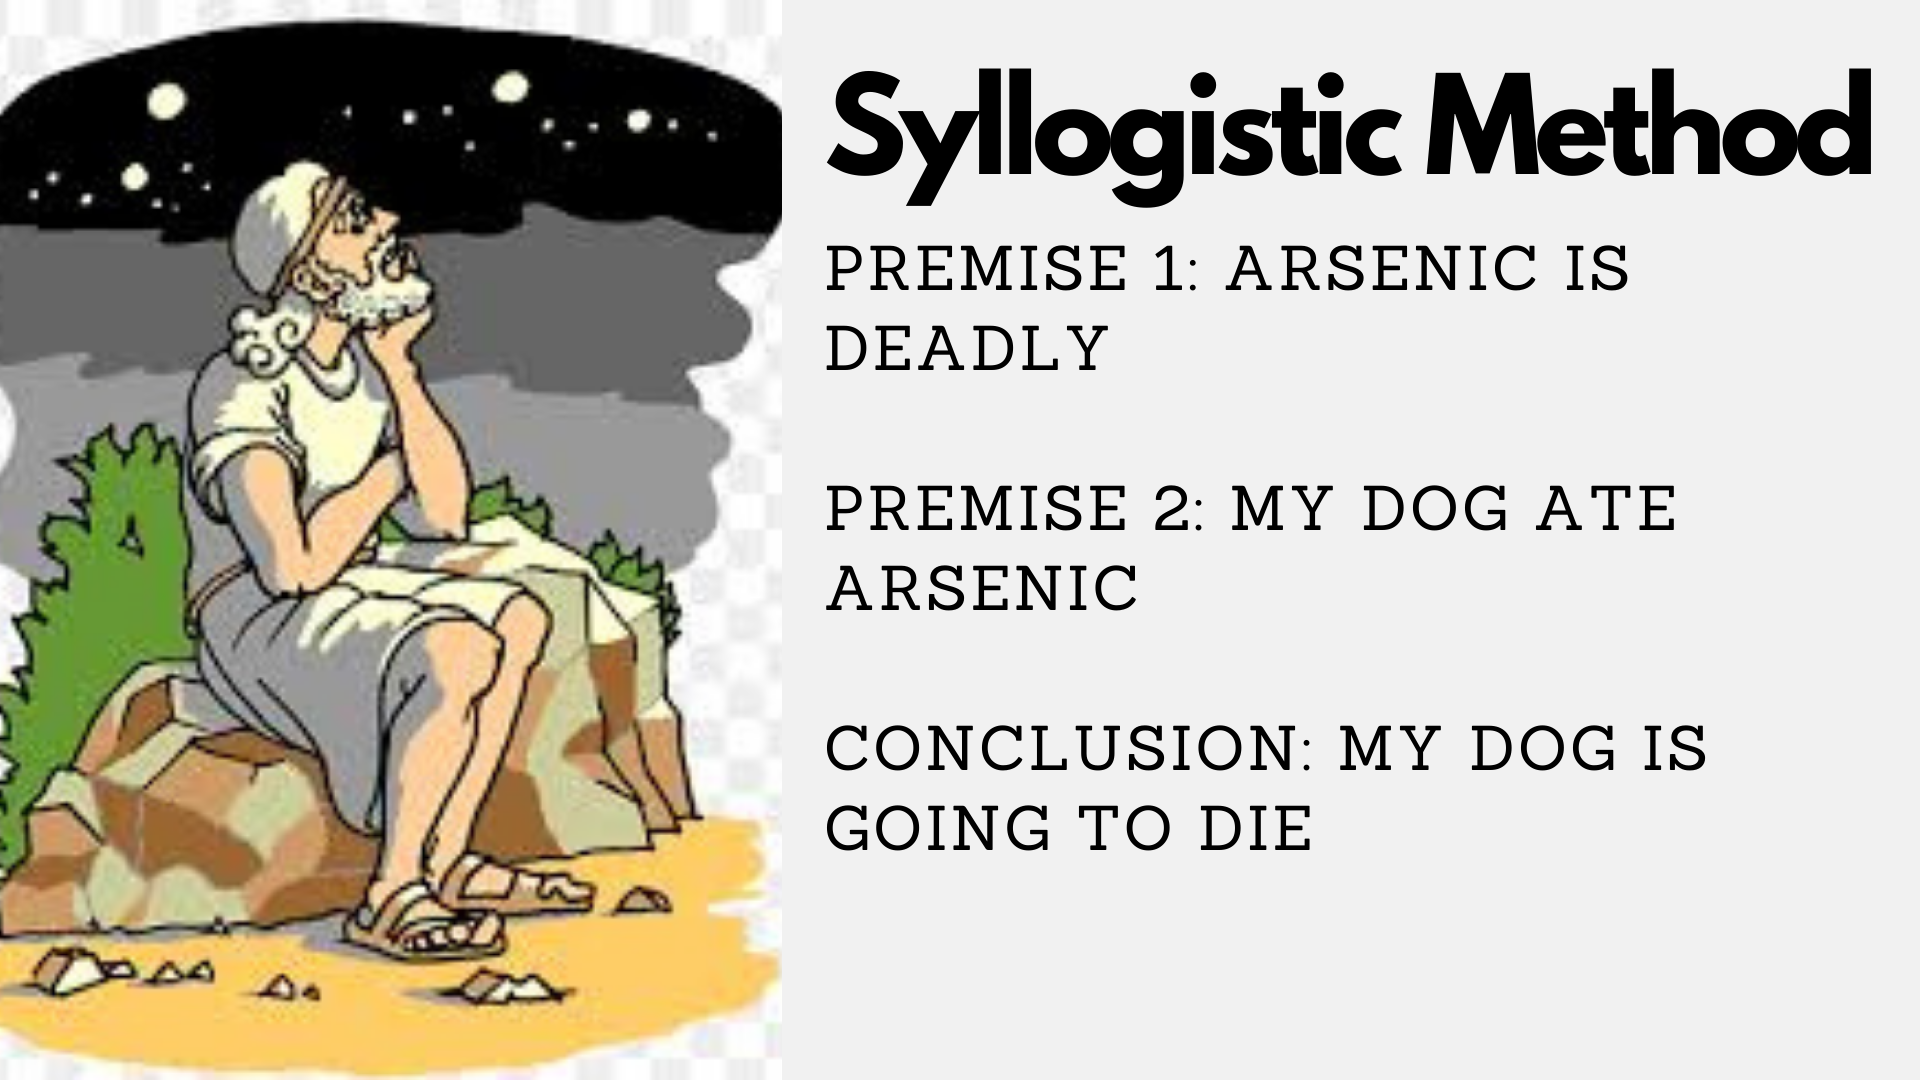 Syllogistic Method
PREMISE 1: ARSENIC IS
DEADLY
PREMISE 2: MY DOG ATE
ARSENIC
CONCLUSION: MY DOG IS
GOING TO DIE